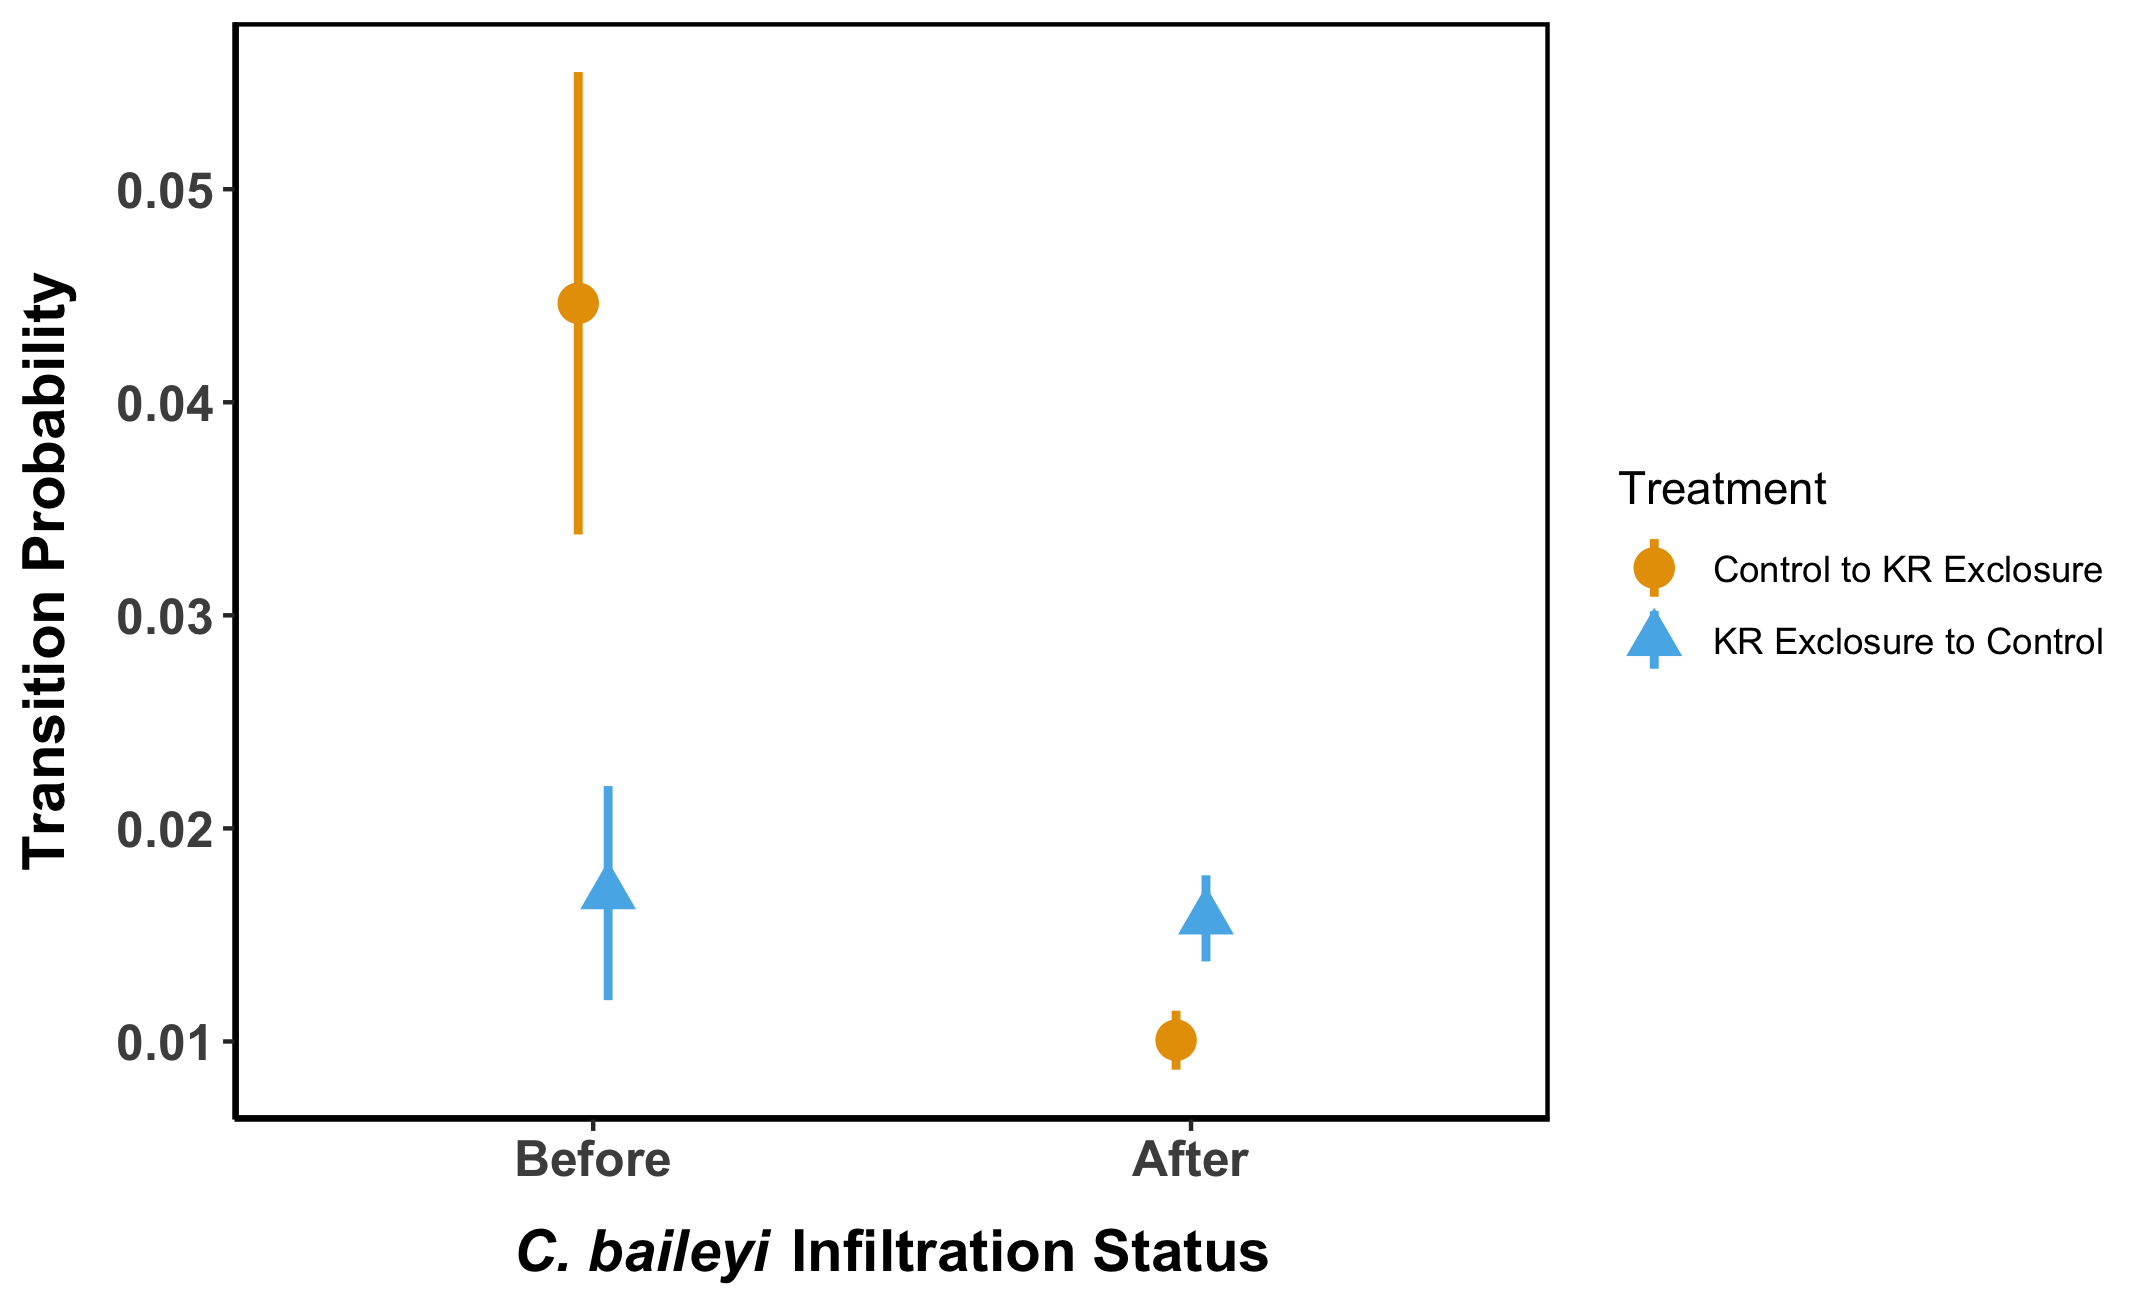 Transition Probability
0.05
0.04
0.03
0.02
0.01
Before
After
C. baileyi Infiltration Status
Treatment
Control to KR Exclosure
KR Exclosure to Control